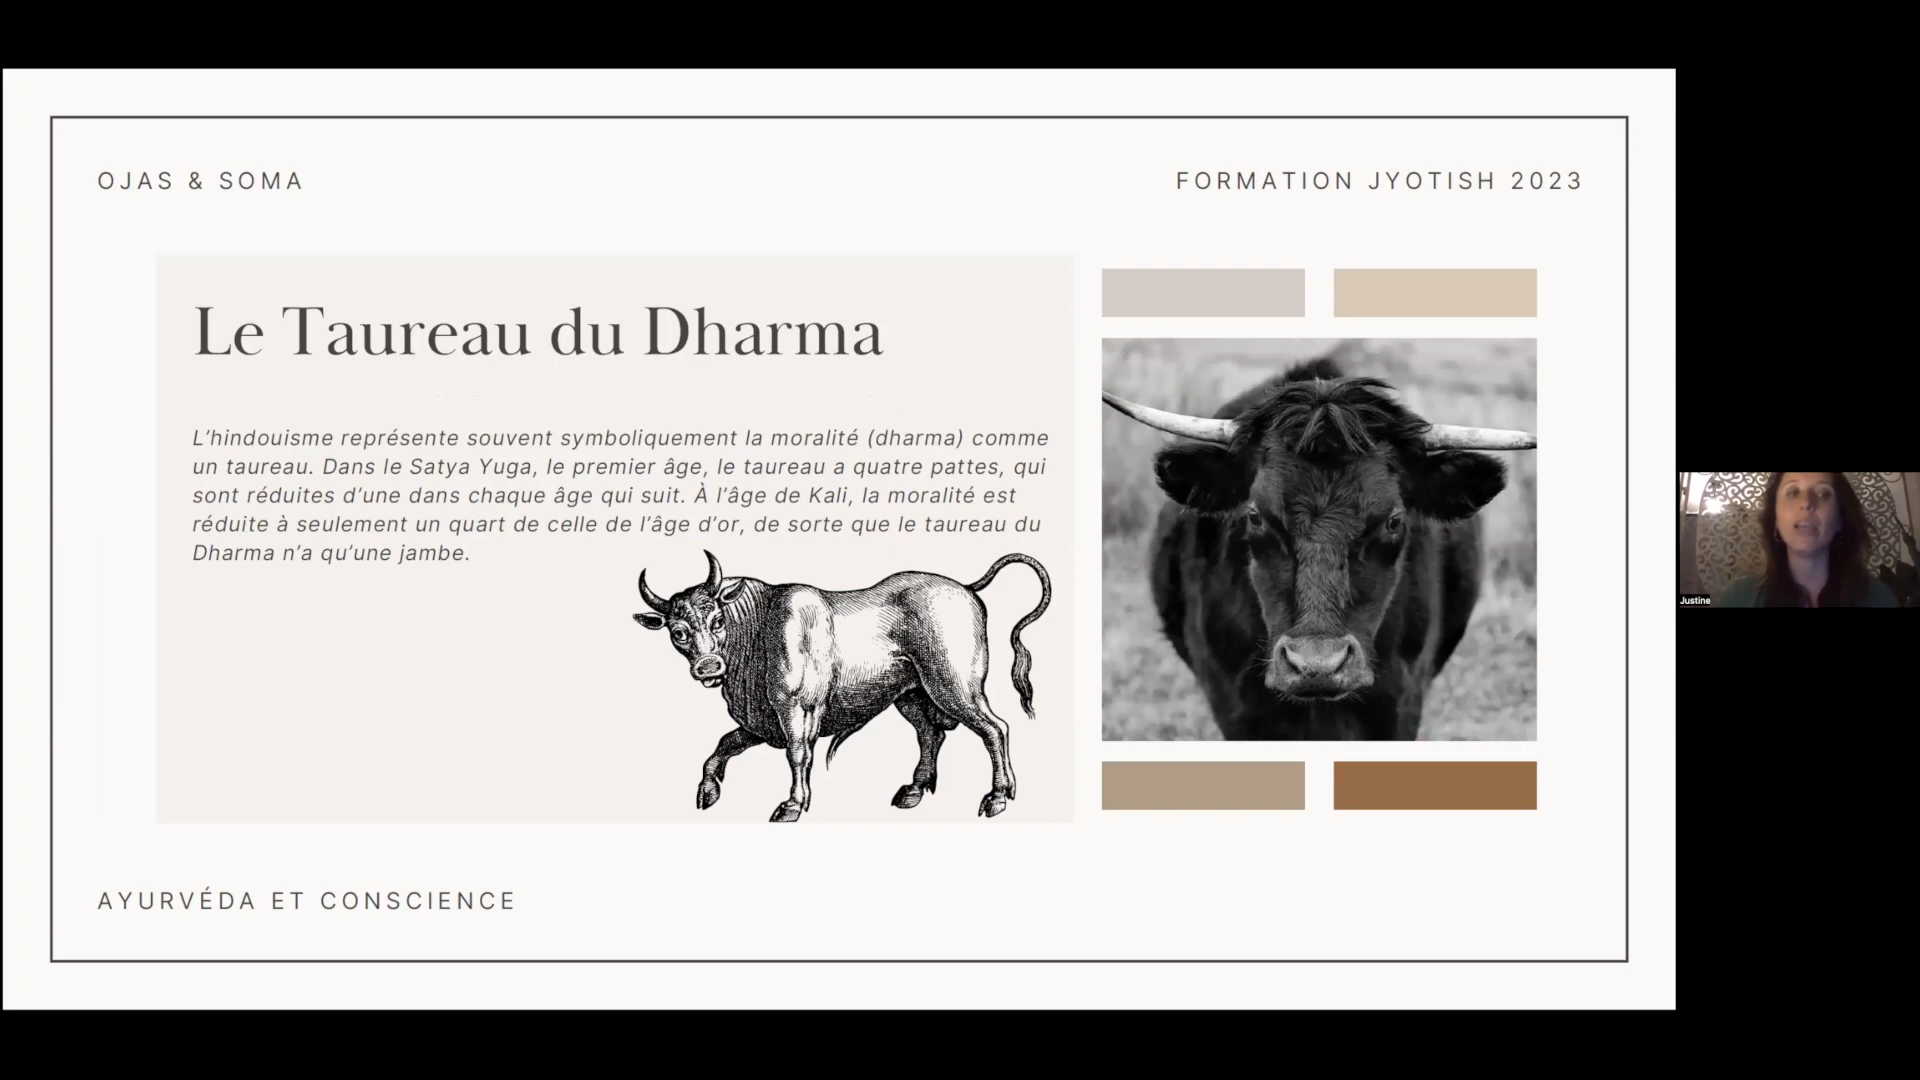 OJAS & SOMA
FORMATION JYOTISH 2023
Le Taureau du Dharma
L’hindouisme représente souvent symboliquement la moralité (dharma) comme
un taureau. Dans le Satya Yuga, le premier âge, le taureau a quatre pattes, qui
sont réduites d’une dans chaque âge qui suit. À l’âge de Kali, la moralité est
réduite à seulement un quart de celle de l’âge d’or, de sorte que le taureau du
Dharma n’a qu’une jambe.
Justine
AYURVÉDA ET CONSCIENCE